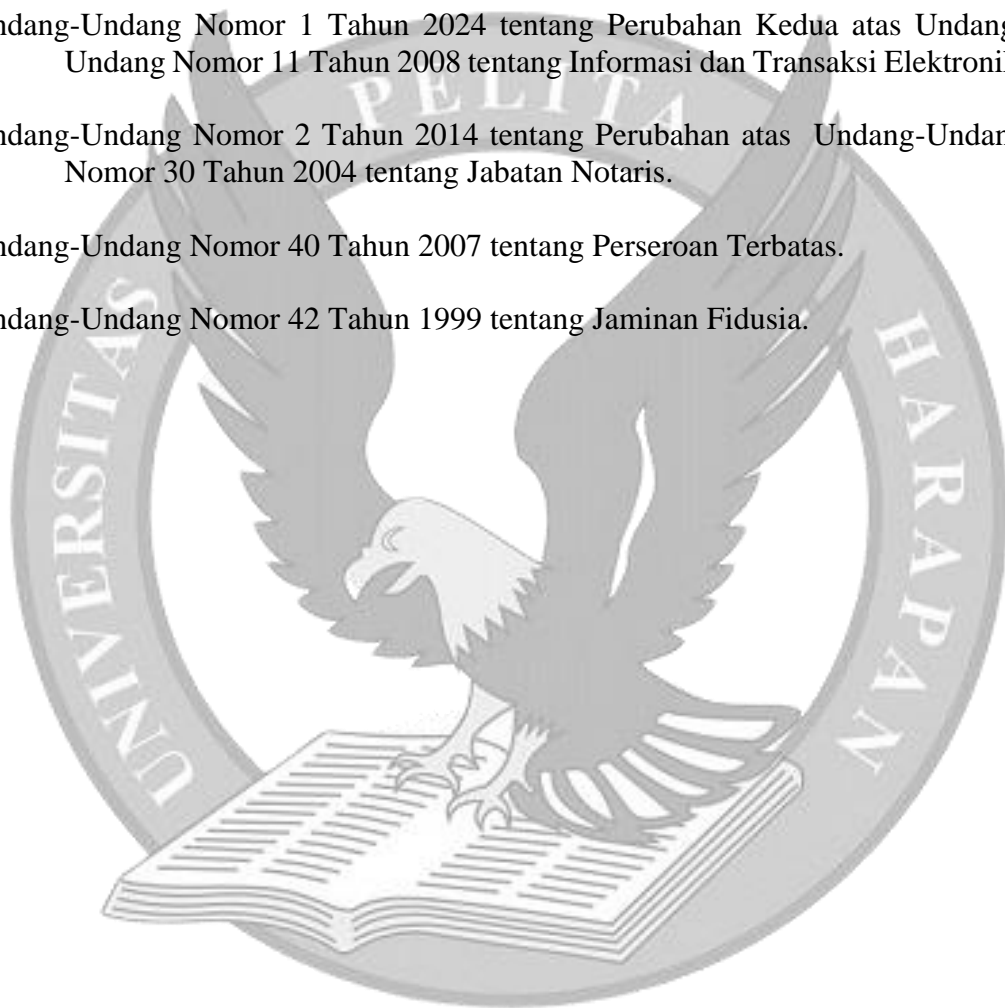 ndang-Undang Nomor 1 Tahun 2024 tentang Perubahan Kedua atas Undang
Undang Nomor 11 Tahun 2008 tentang Informasi dan Transaksi Elektroni
ndang-Undang Nomor 2 Tahun 2014 tentang Perubahan atas Undang-Undan
Nomor 30 Tahun 2004 tentang Jabatan Notaris.
ndang-Undang Nomor 40 Tahun 2007 tentang Perseroan Terbatas.
ndang-Undang Nomor 42 Tahun 1999 tentang Jaminan Fidusia.
UNIVERSITAS
PELITA
HARAPAN